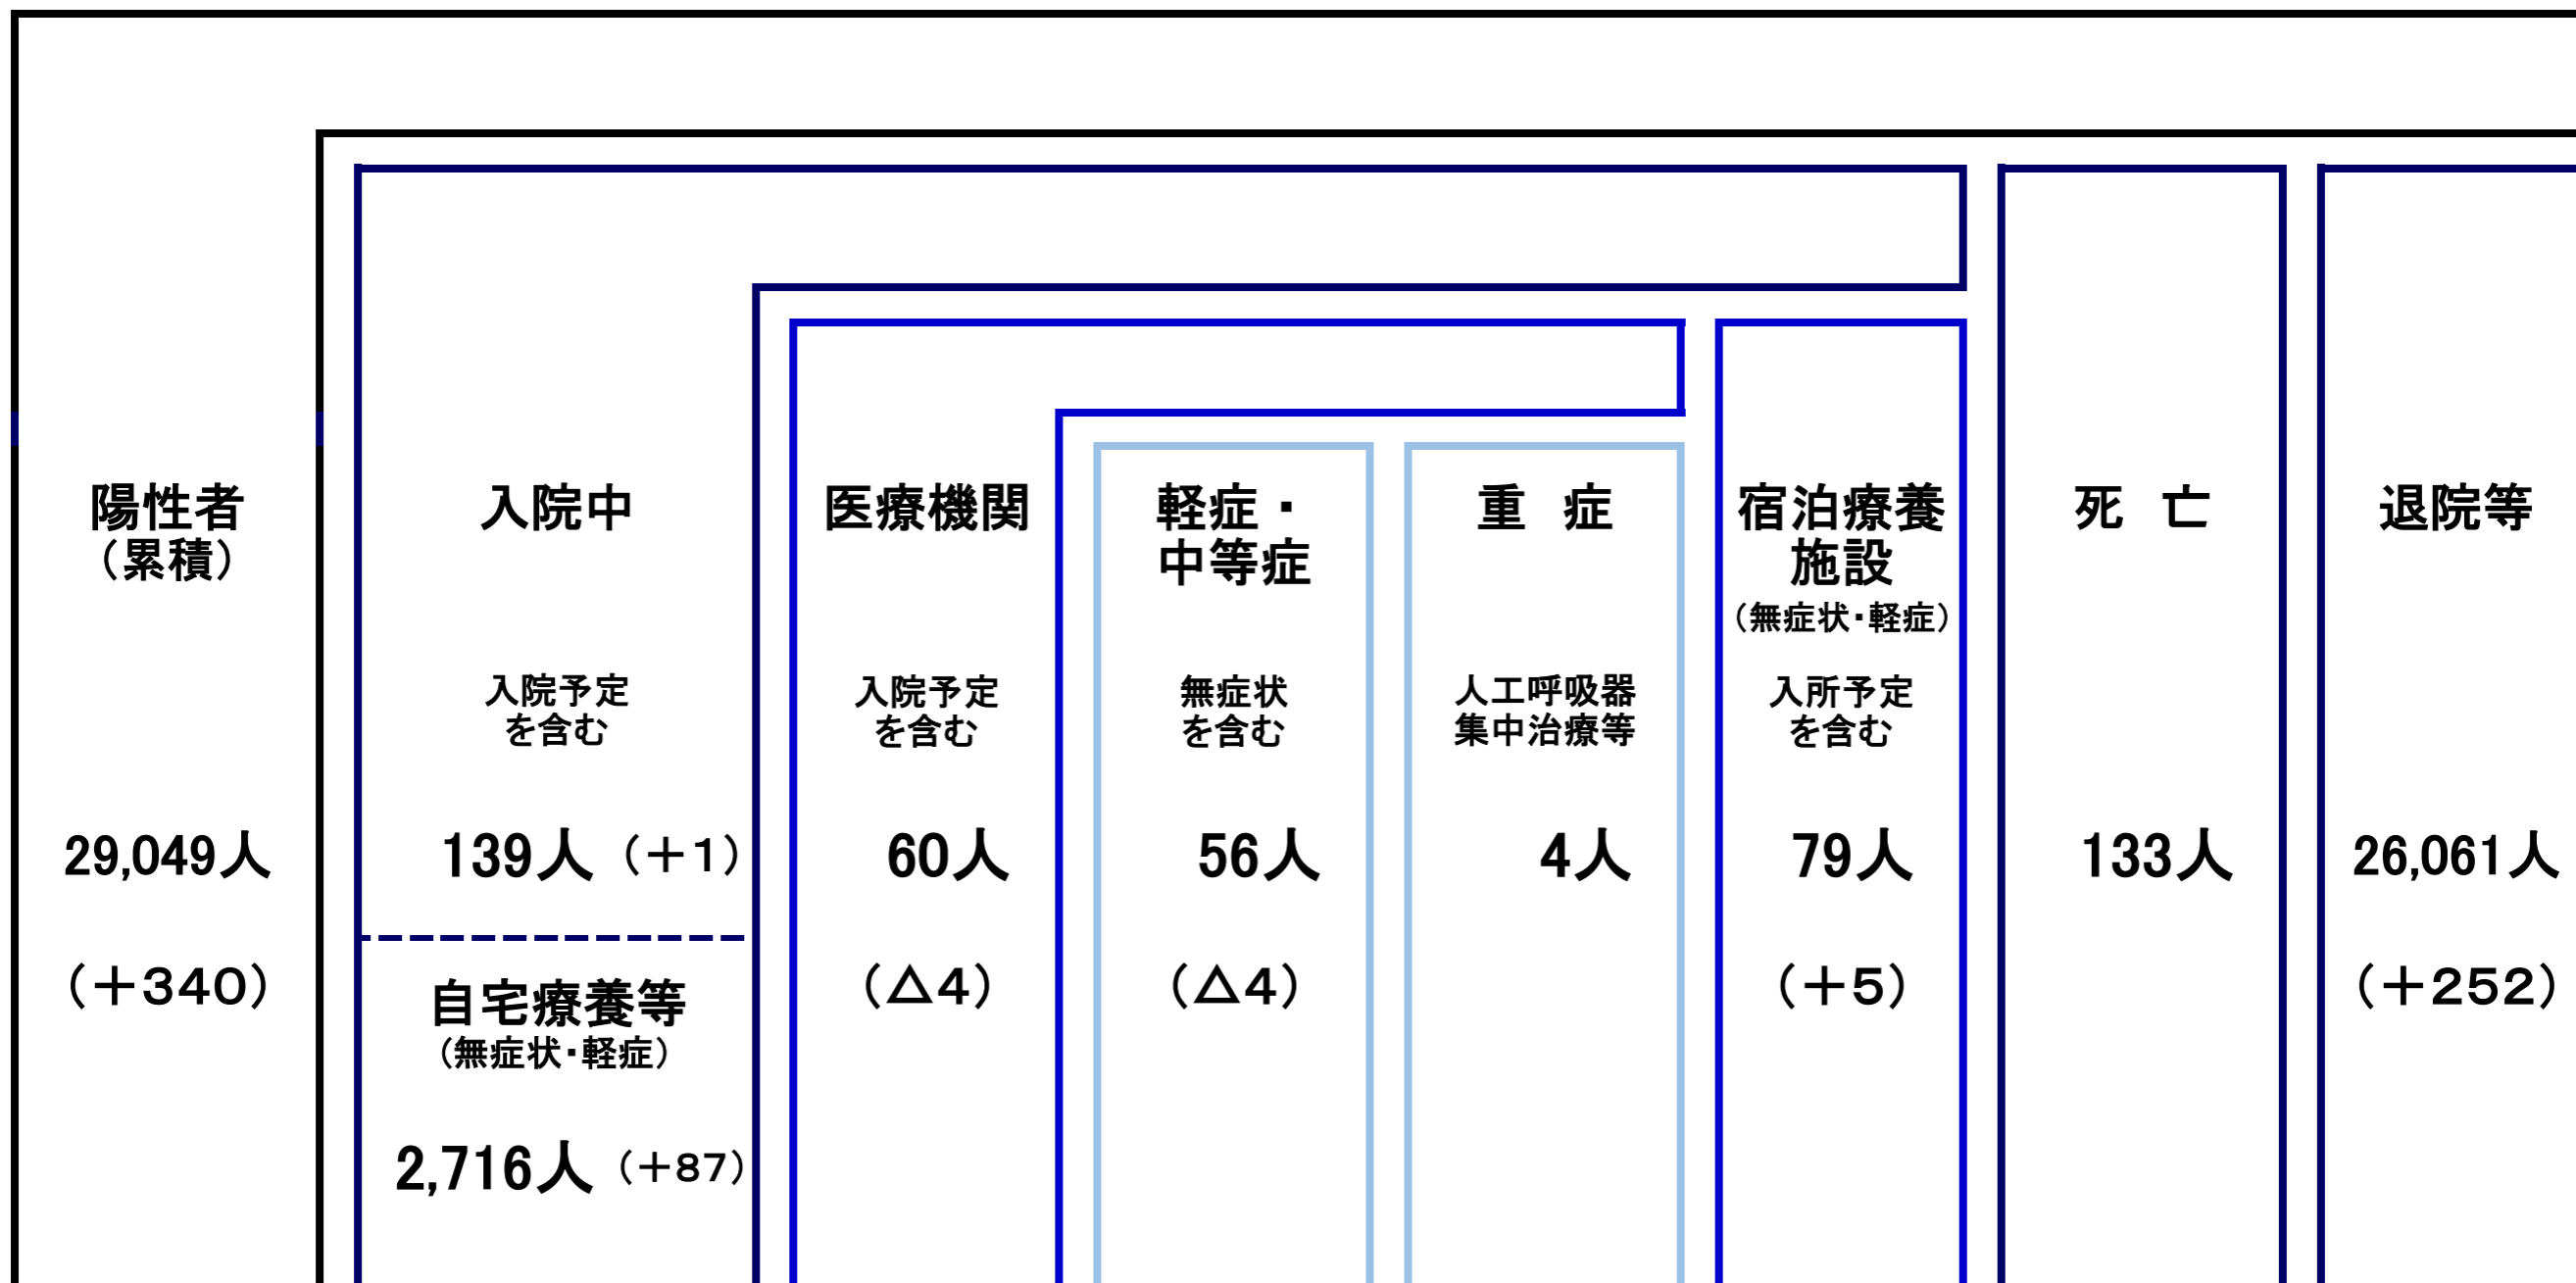 陽性者
（累積）
29,049人
（＋340）
入院中
入院予定
を含む
139人（＋1）
自宅療養等
（無症状・軽症）
2,716人（＋87）
医療機関
入院予定
を含む
60人
（△4）
軽症・
中等症
無症状
を含む
56人
（△4）
重　症
人工呼吸器
集中治療等
4人
宿泊療養
施設
（無症状・軽症）
入所予定
を含む
79人
（＋5）
死　亡
133人
退院等
26,061人
（＋252）